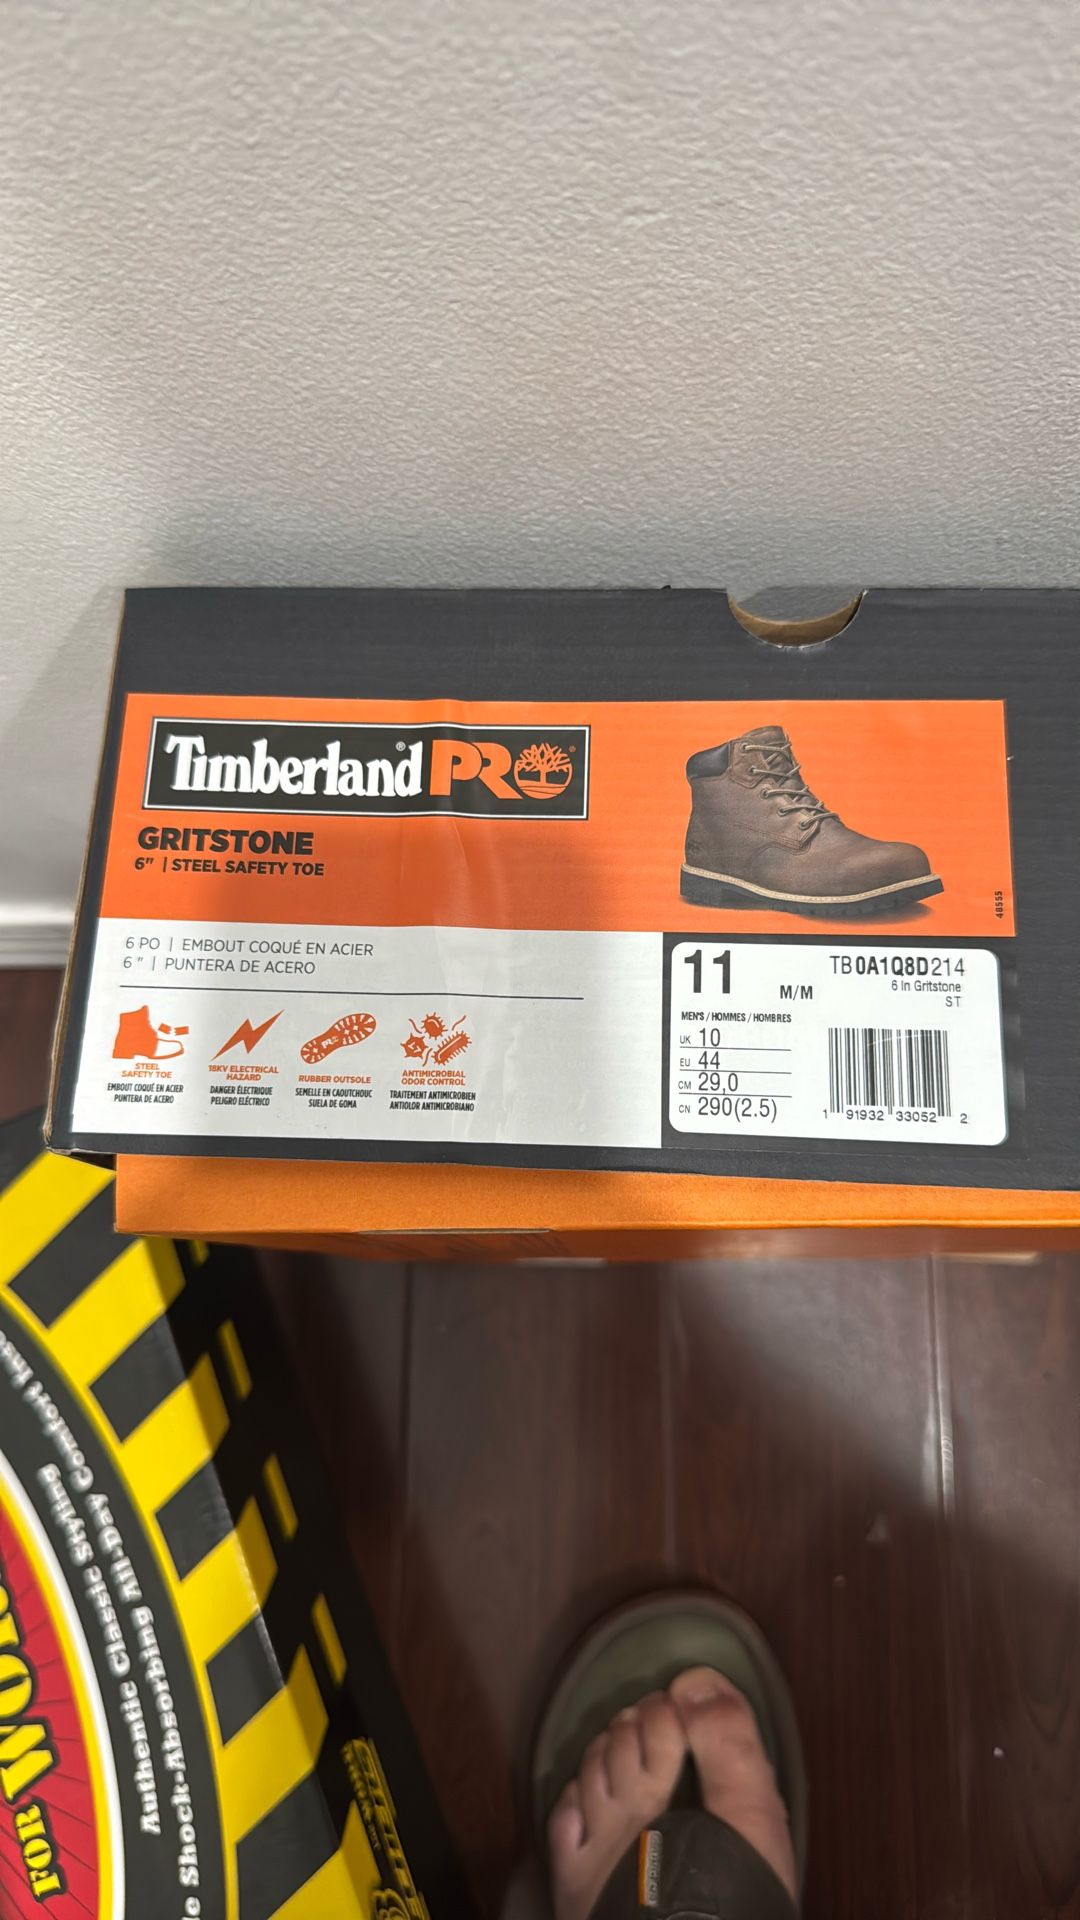 Timberland® PRO®
GRITSTONE
6" | STEEL SAFETY TOE
48555
6 PO | EMBOUT COQUÉ EN ACIER
6" | PUNTERA DE ACERO
STEEL
SAFETY TOE
EMBOUT COQUÉ EN ACIER
PUNTERA DE ACERO
18KV ELECTRICAL
HAZARD
DANGER ÉLECTRIQUE
PELIGRO ELÉCTRICO
RUBBER OUTSOLE
SEMELLE EN CAOUTCHOUC
SUELA DE GOMA
ANTIMICROBIAL
ODOR CONTROL
TRAITEMENT ANTIMICROBIEN
ANTIOLOR ANTIMICROBIANO
11
M/M
MEN'S / HOMMES / HOMBRES
UK 10
EU 44
CM 29,0
CN 290(2.5)
TB0A1Q8D214
6 In Gritstone
ST
1 91932 33052 2
Authentic Classic Styling
Shock-Absorbing All-Day Comfort
FOR